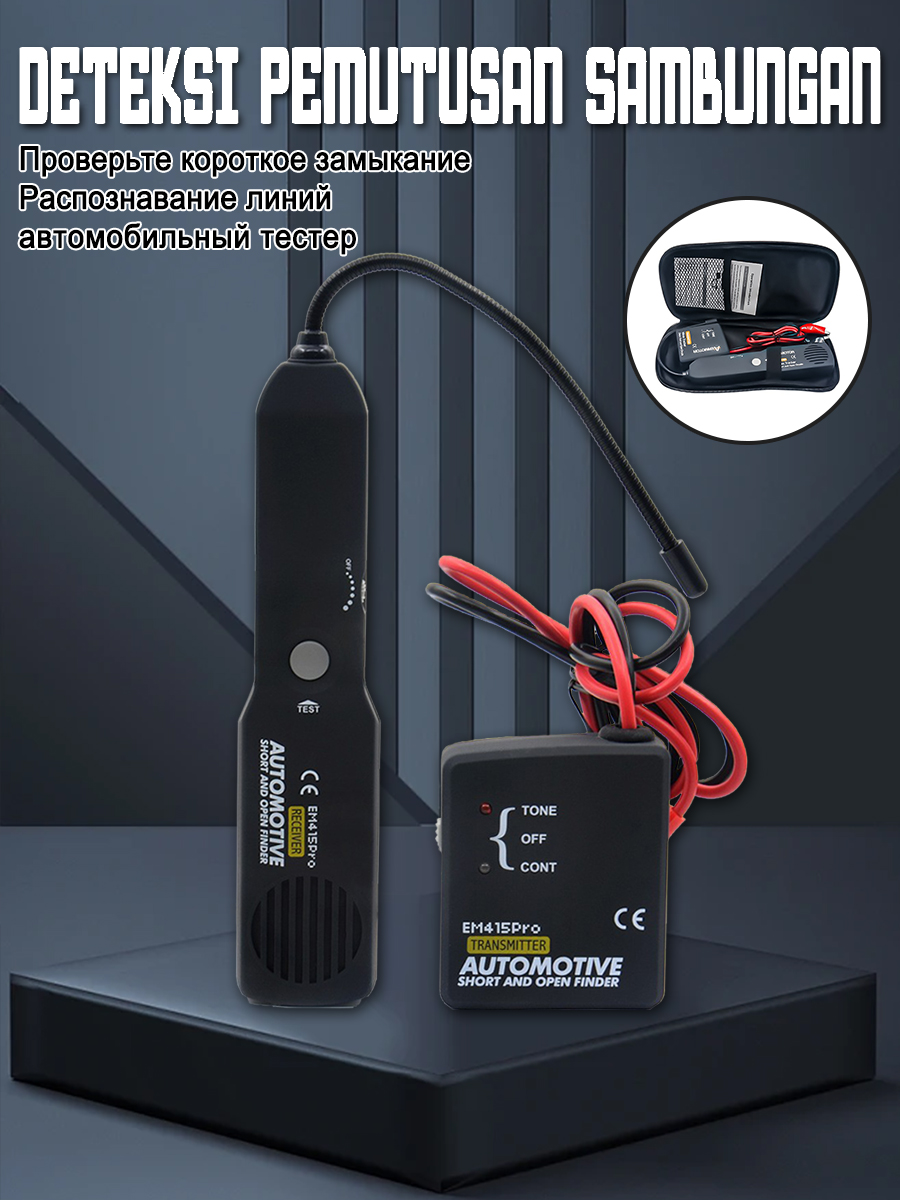 DETEKSI PEMUTUSAN SAMBUNGAN
Проверьте короткое замыкание
Распознавание линий
автомобильный тестер
OFF
TEST
CE
EM415Pro
RECEIVER
AUTOMOTIVE
SHORT AND OPEN FINDER
TONE
OFF
CONT
CE
EM415Pro
TRANSMITTER
AUTOMOTIVE
SHORT AND OPEN FINDER